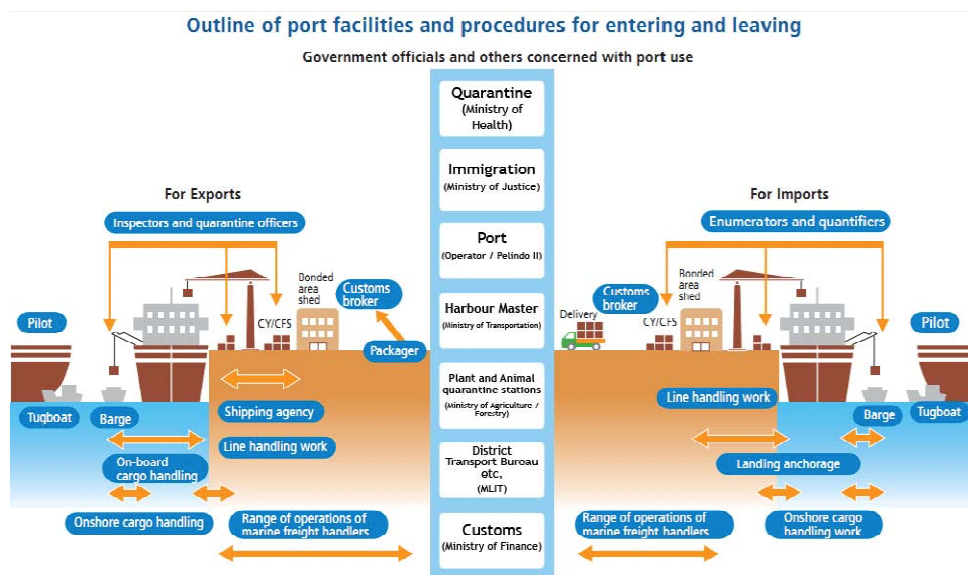 Outline of port facilities and procedures for entering and leaving
Government officials and others concerned with port use
For Exports
Inspectors and quarantine officers
Bonded
area
shed
Customs
broker
CY/CFS
Packager
Pilot
Tugboat
Barge
Shipping agency
Line handling work
On-board
cargo handling
Onshore cargo handling
Range of operations of
marine freight handlers
Quarantine
(Ministry of
Health)
Immigration
(Ministry of Justice)
Port
(Operator / Pelindo II)
Harbour Master
(Ministry of Transportation)
Plant and Animal
quarantine stations
(Ministry of Agriculture /
Forestry)
District
Transport Bureau
etc,
(MLIT)
Customs
(Ministry of Finance)
For Imports
Enumerators and quantifiers
Bonded
area
shed
Customs
broker
Delivery
CY/CFS
Pilot
Line handling work
Barge
Tugboat
Landing anchorage
Range of operations of
marine freight handlers
Onshore cargo
handling work